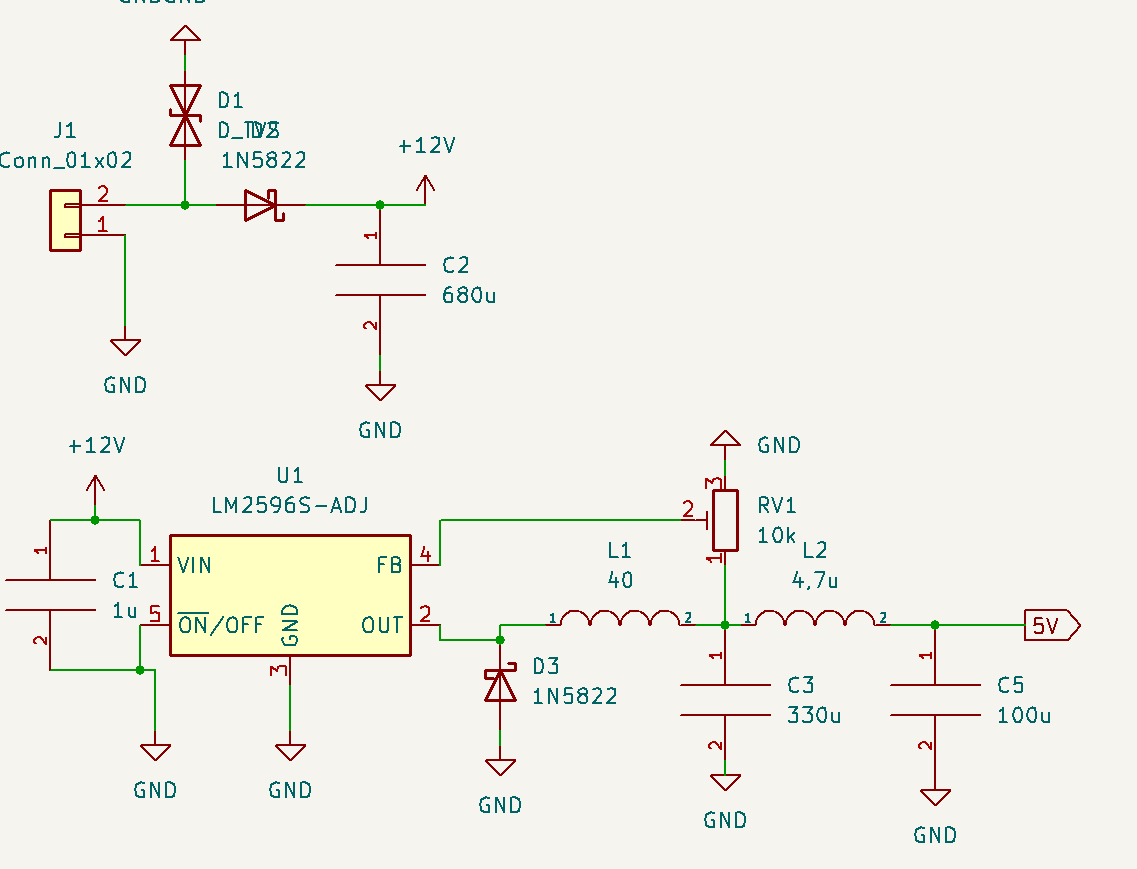 GNDGND
D1
J1
D_TVS
D2
Conn_01x02
1N5822
+12V
2
1
1
C2
680u
2
GND
GND
+12V
GND
U1
LM2596S-ADJ
3
2
RV1
10k
1
1
C1
1u
2
1
VIN
FB
4
5
ON/OFF
GND
OUT
2
3
L1
40
L2
4,7u
1
2
1
2
5V
D3
1N5822
1
C3
330u
2
1
C5
100u
2
GND
GND
GND
GND
GND